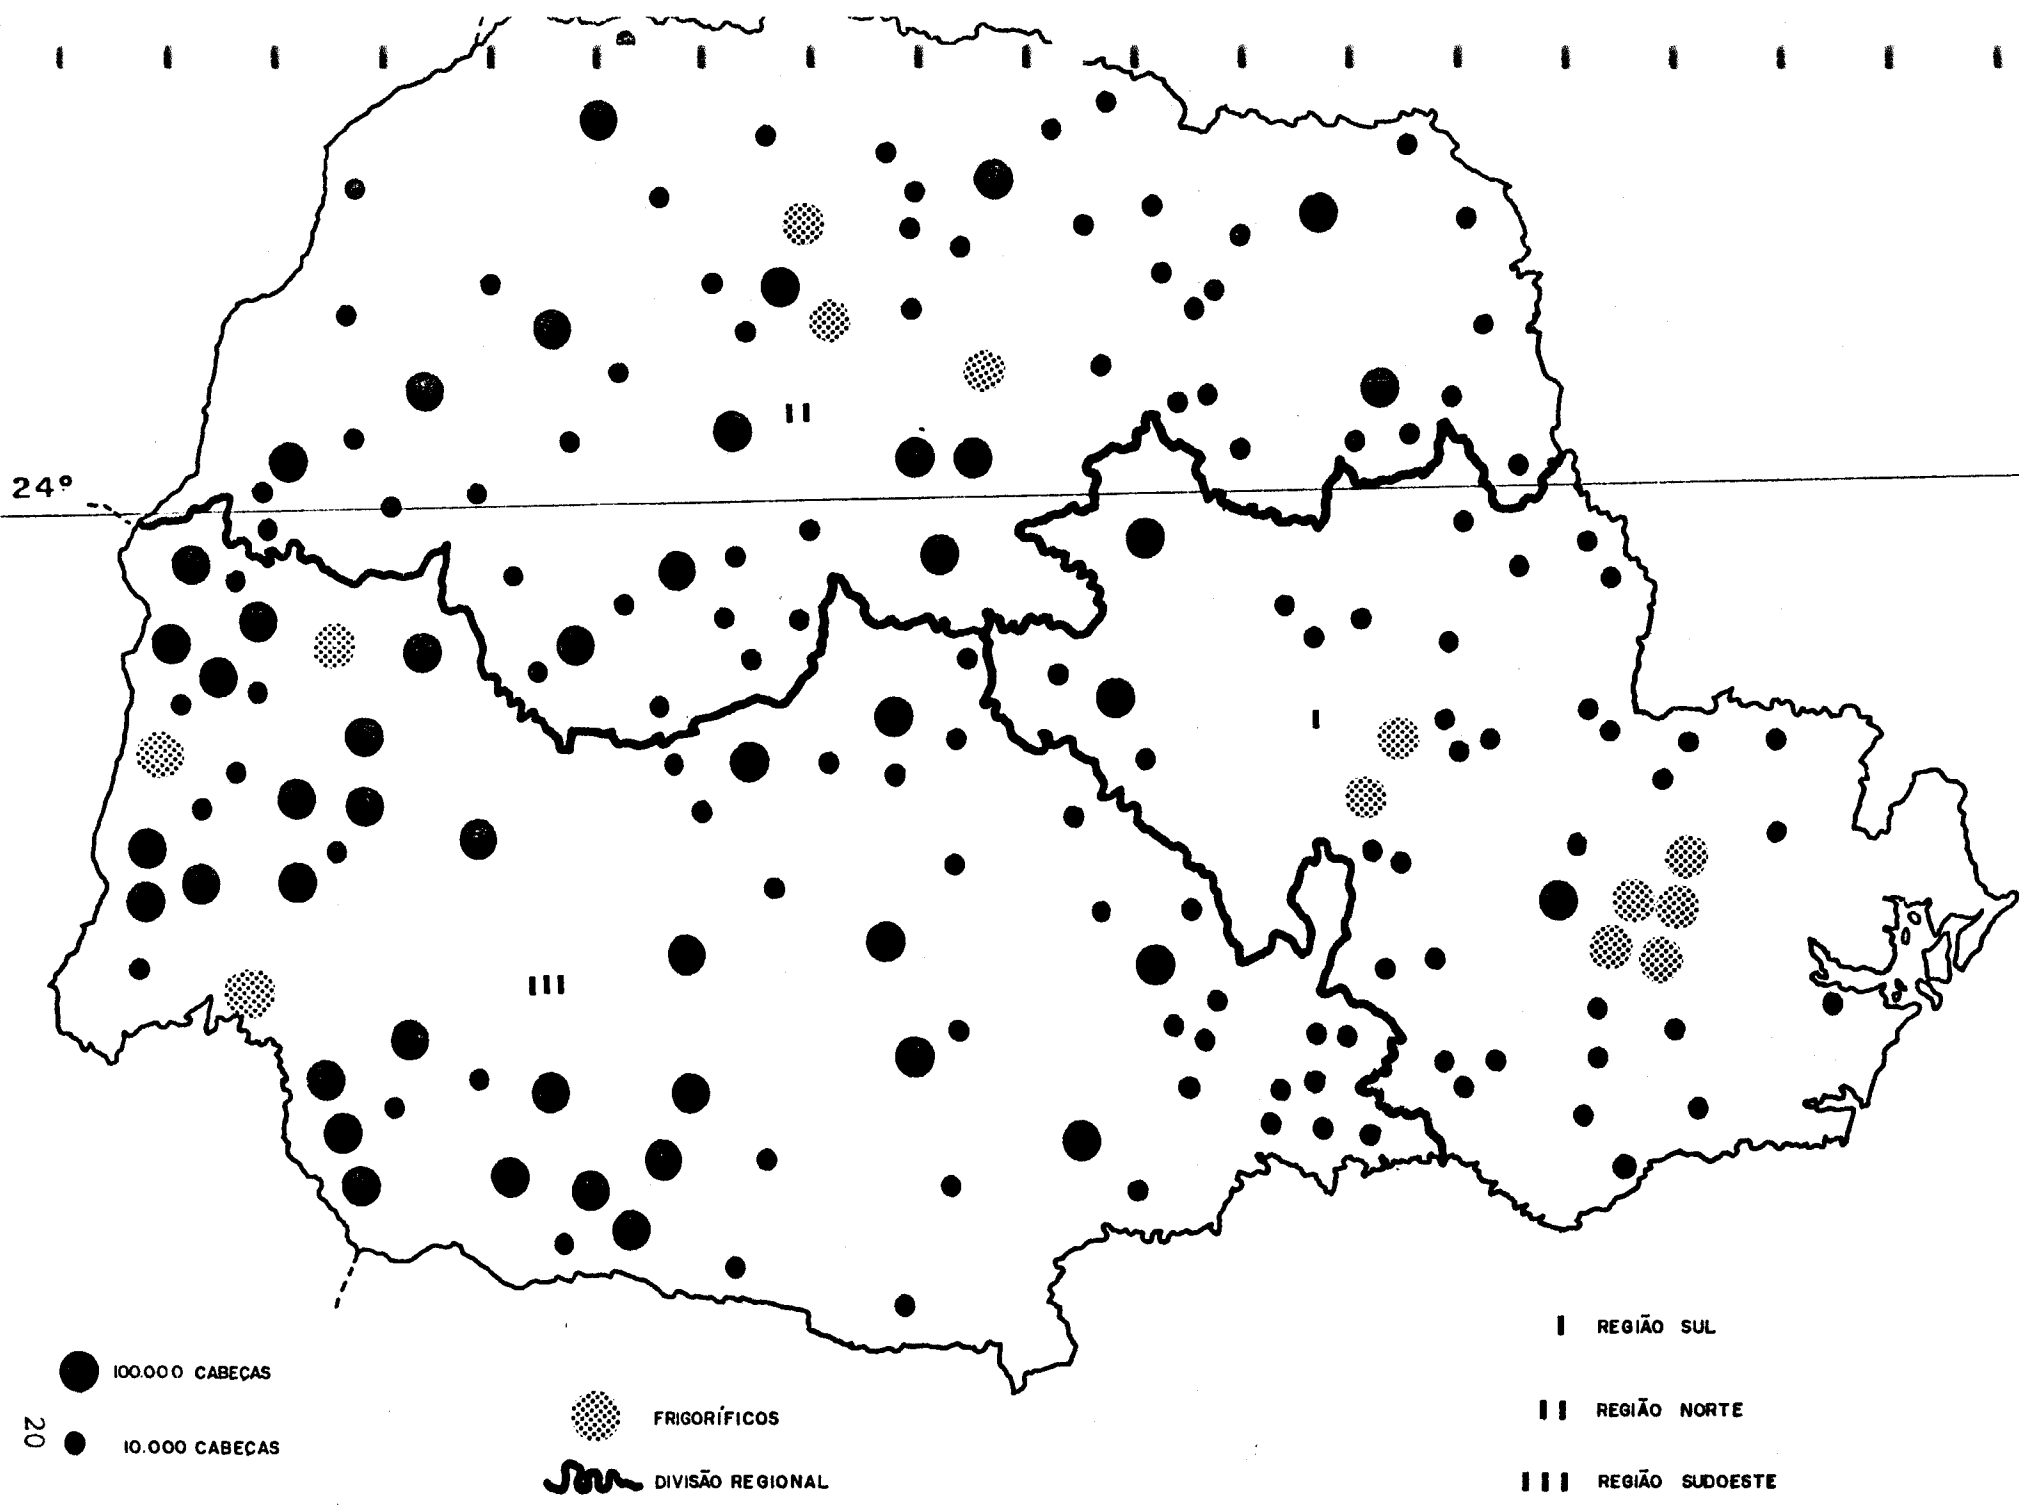 24º
II
I
III
I REGIÃO SUL
100.000 CABEÇAS
II REGIÃO NORTE
FRIGORÍFICOS
20
10.000 CABEÇAS
III REGIÃO SUDOESTE
DIVISÃO REGIONAL